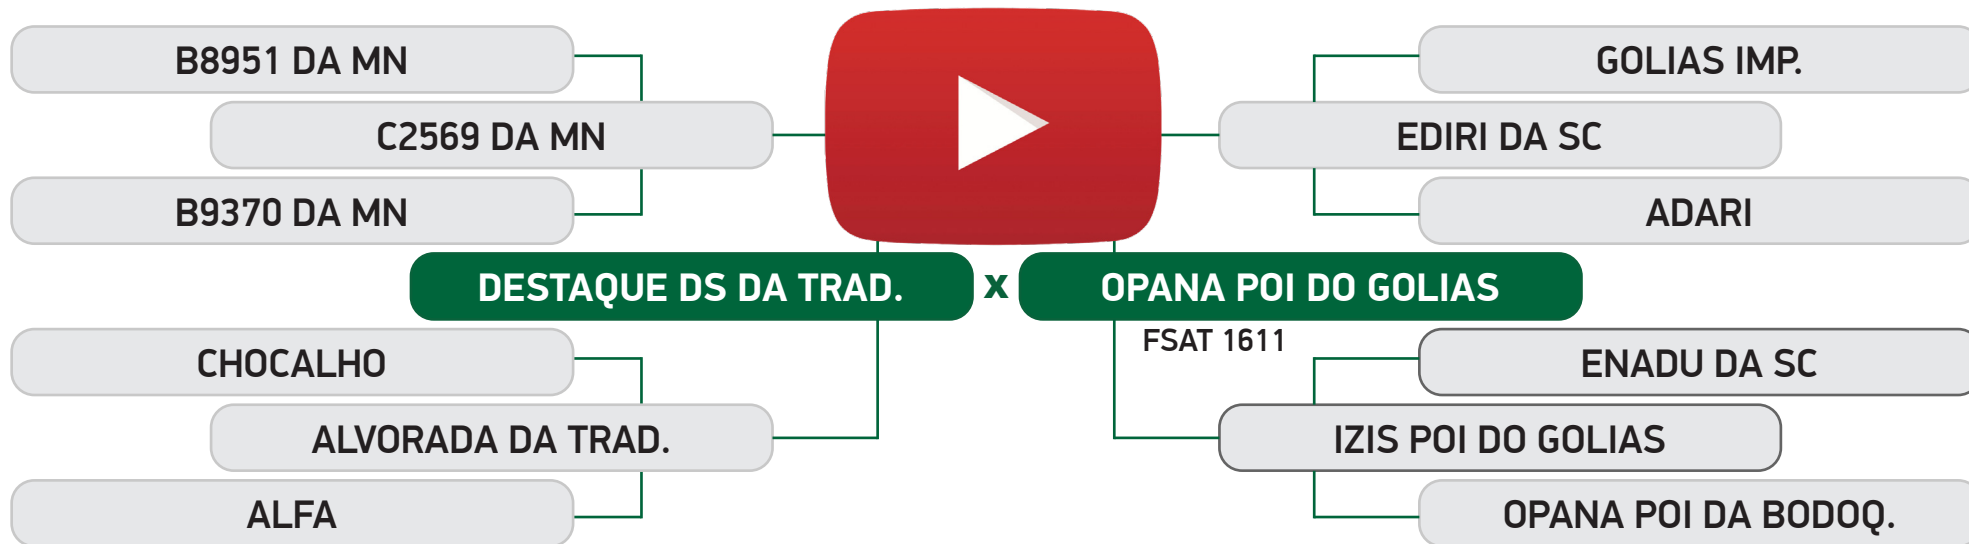 B8951 DA MN
C2569 DA MN
B9370 DA MN
GOLIAS IMP.
EDIRI DA SC
ADARI
DESTAQUE DS DA TRAD. x OPANA POI DO GOLIAS
FSAT 1611
CHOCALHO
ALVORADA DA TRAD.
ALFA
ENADU DA SC
IZIS POI DO GOLIAS
OPANA POI DA BODOQ.